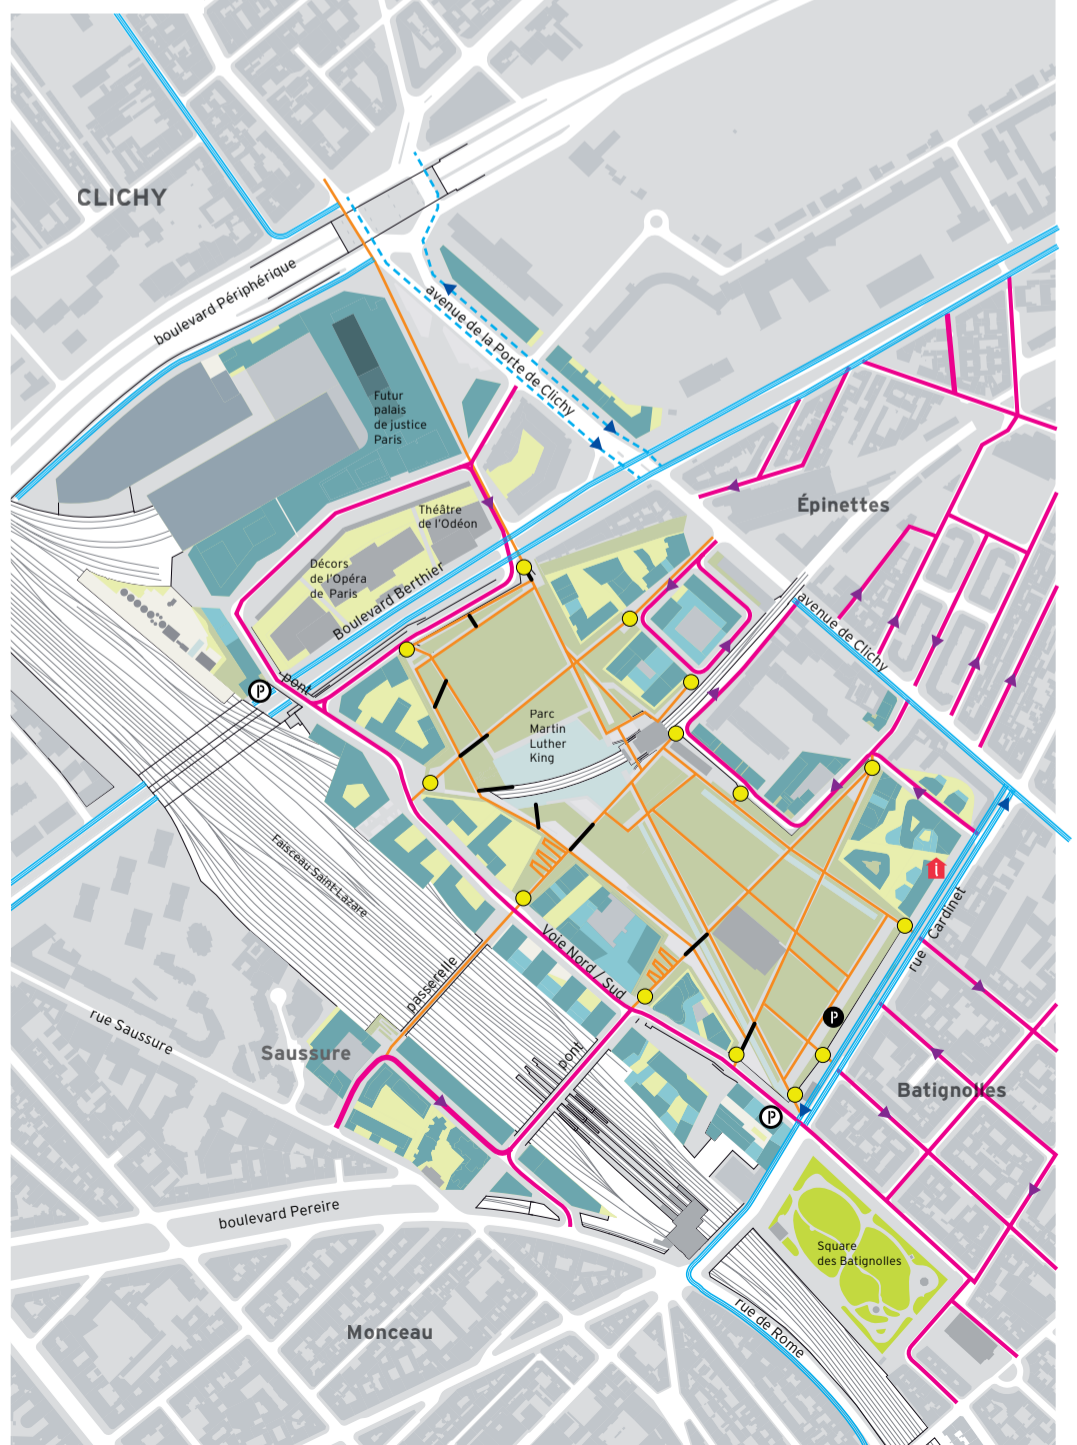 CLICHY
boulevard Périphérique
avenue de la Porte de Clichy
Futur
palais
de justice
Paris
Théâtre
de l'Odéon
Épinettes
Décors
de l'Opéra
de Paris
Boulevard Berthier
avenue de Clichy
pont
P
Parc
Martin
Luther
King
Faisceau Saint-Lazare
i
rue Cardinet
Voie Nord / Sud
passerelle
rue Saussure
P
Saussure
pont
Batignolles
P
boulevard Pereire
Square
des Batignolles
rue de Rome
Monceau